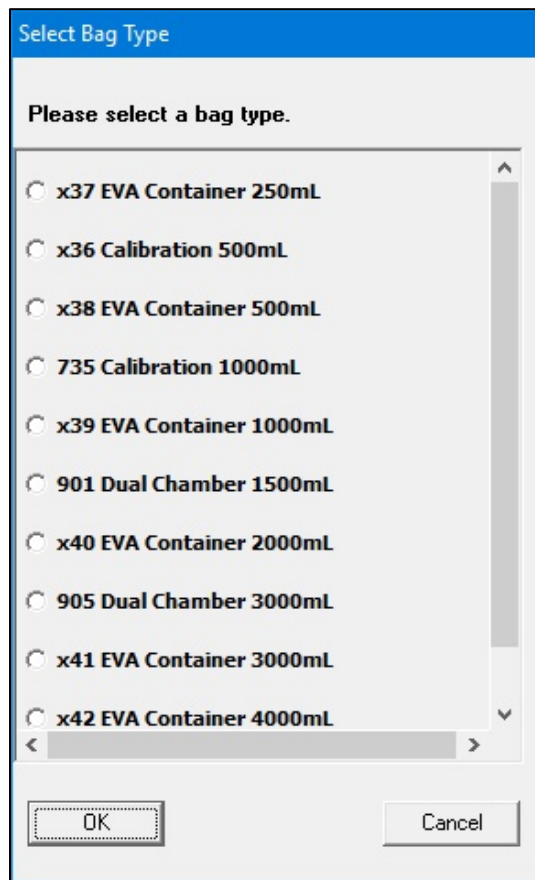 Select Bag Type
Please select a bag type.
x37 EVA Container 250mL
x36 Calibration 500mL
x38 EVA Container 500mL
735 Calibration 1000mL
x39 EVA Container 1000mL
901 Dual Chamber 1500mL
x40 EVA Container 2000mL
905 Dual Chamber 3000mL
x41 EVA Container 3000mL
x42 EVA Container 4000mL
OK Cancel